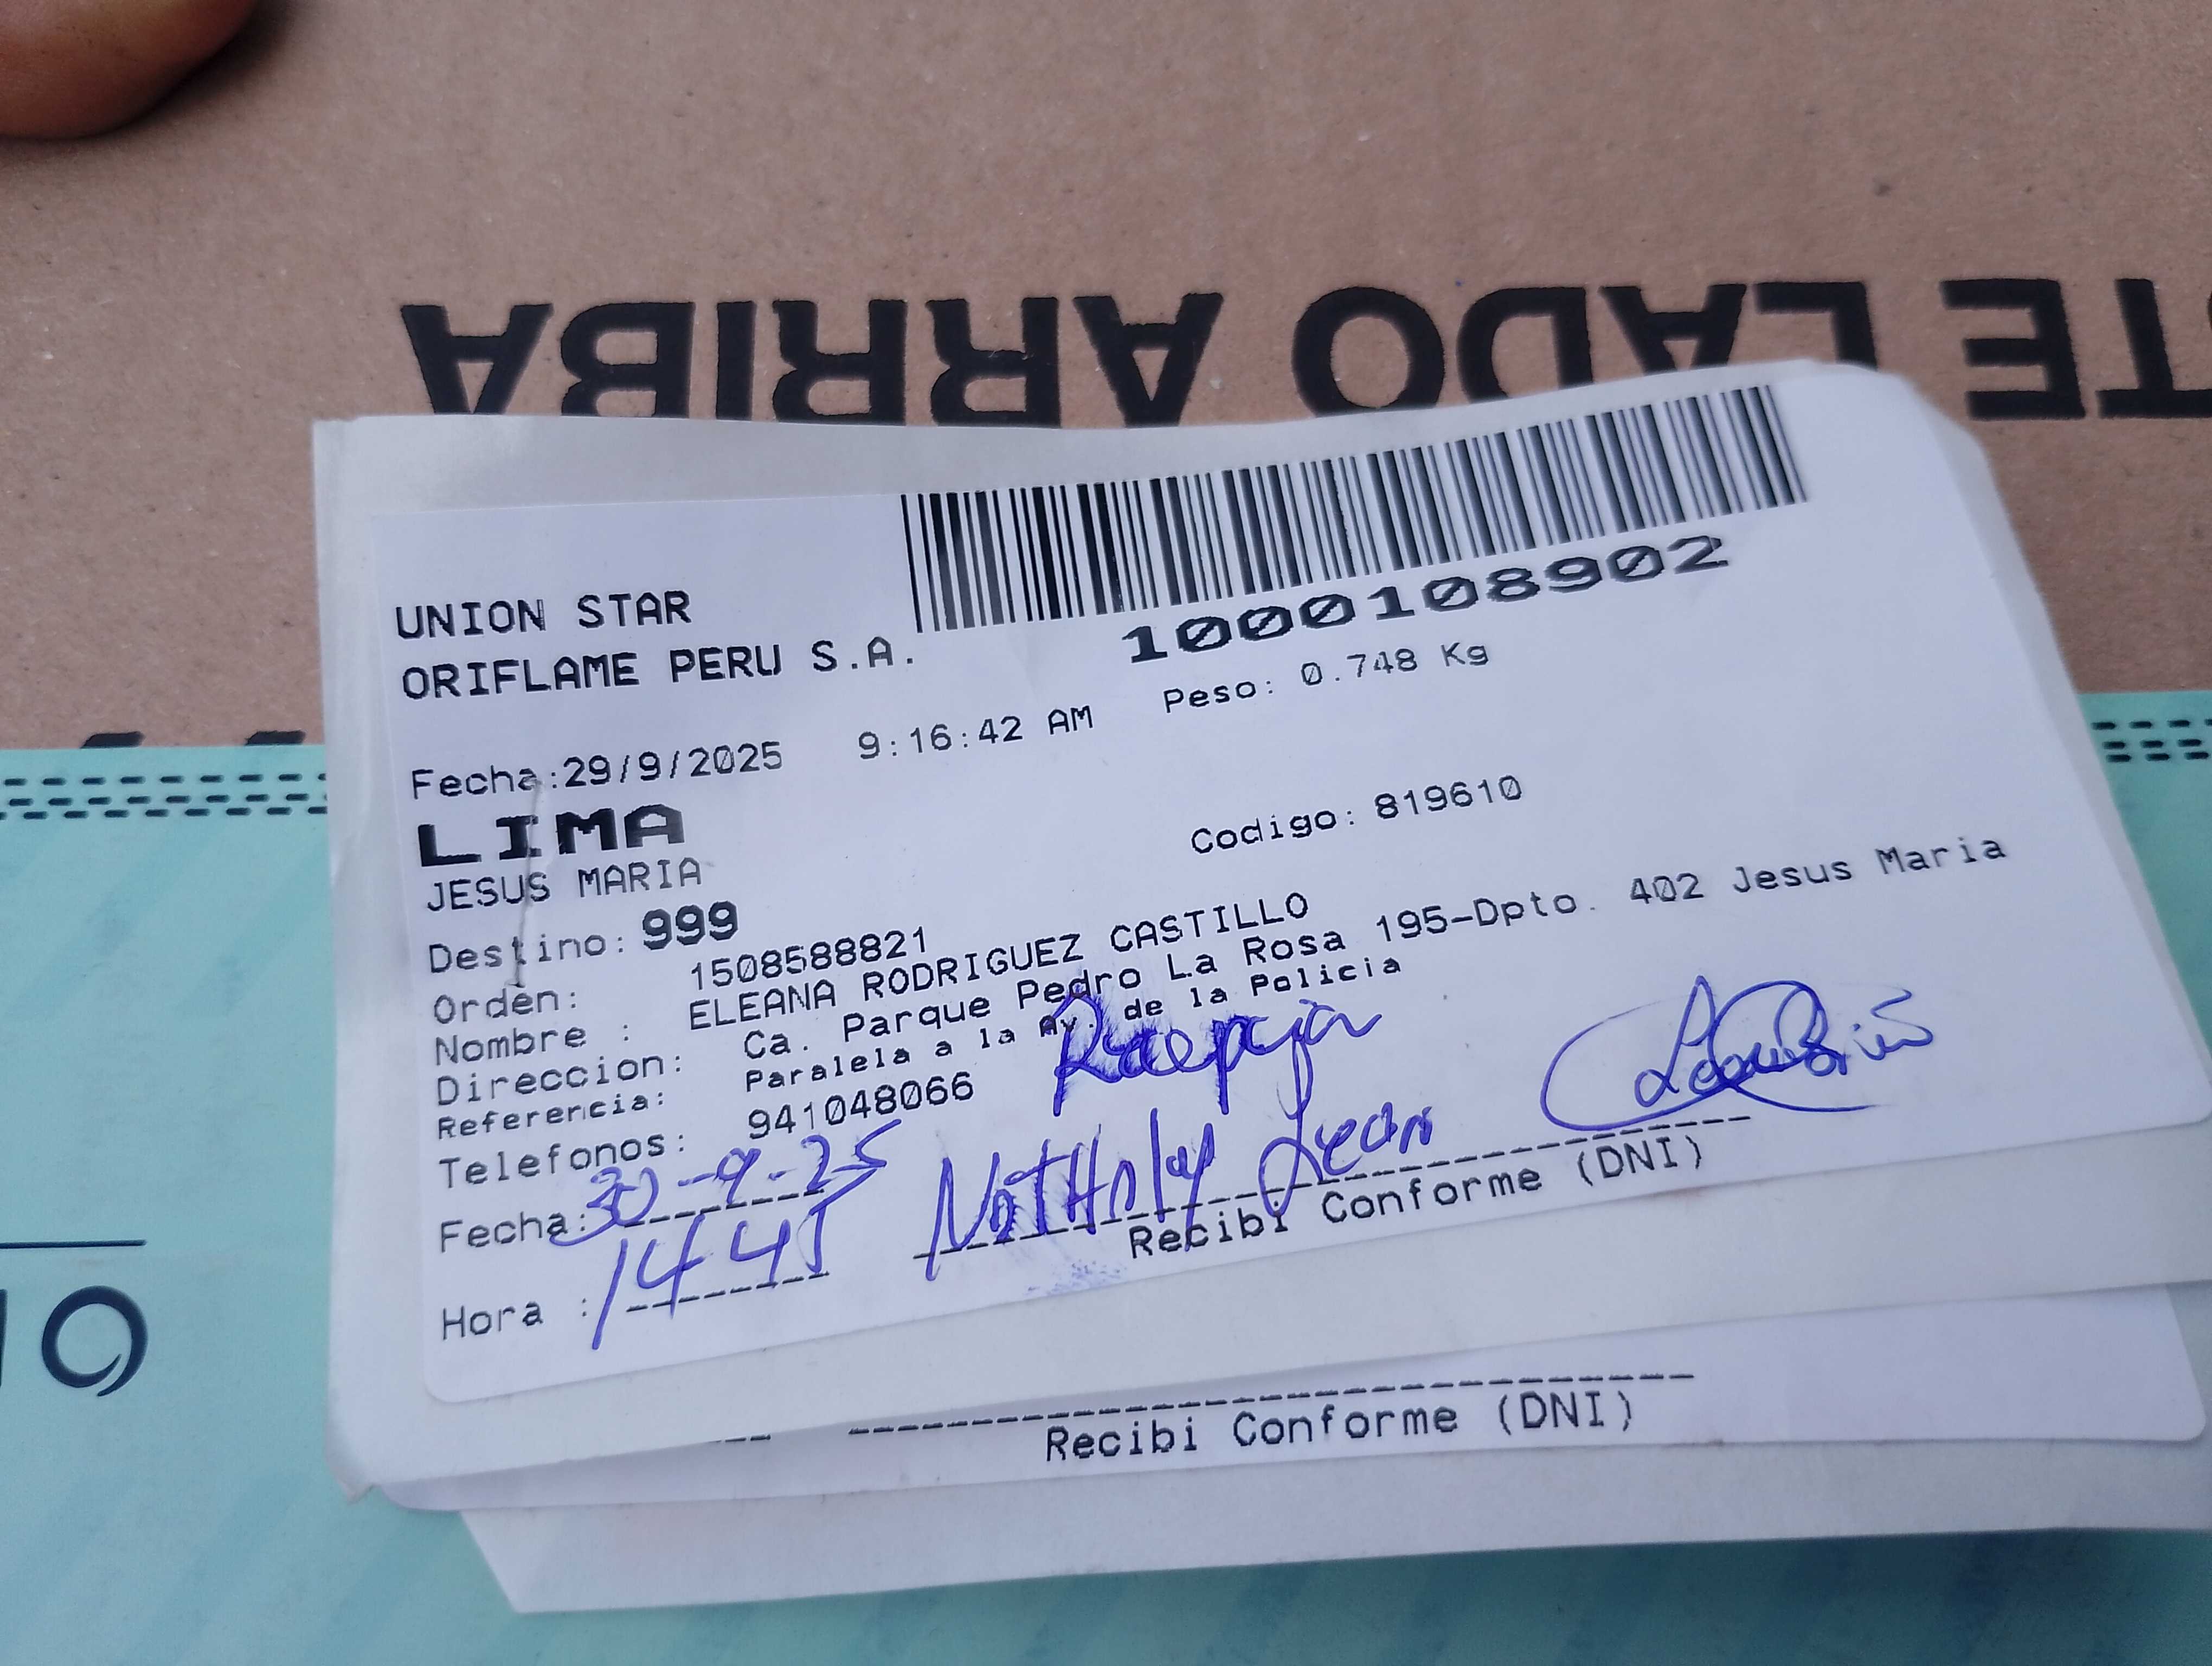 ESTE LADO ARRIBA
UNION STAR
ORIFLAME PERU S.A.
1000108902
Fecha:29/9/2025 9:16:42 AM Peso: 0.748 Kg
LIMA
JESUS MARIA
Codigo: 819610
Destino: 999
Orden: 1508588821
Nombre : ELEANA RODRIGUEZ CASTILLO
Direccion: Ca. Parque Pedro La Rosa 195-Dpto. 402 Jesus Maria
Referencia: Paralela a la Av. de la Policia
Telefonos: 941048066
Fecha: 30-9-25
Nathaly Leon
Recibi Conforme (DNI)
Hora : 1445
Recibi Conforme (DNI)